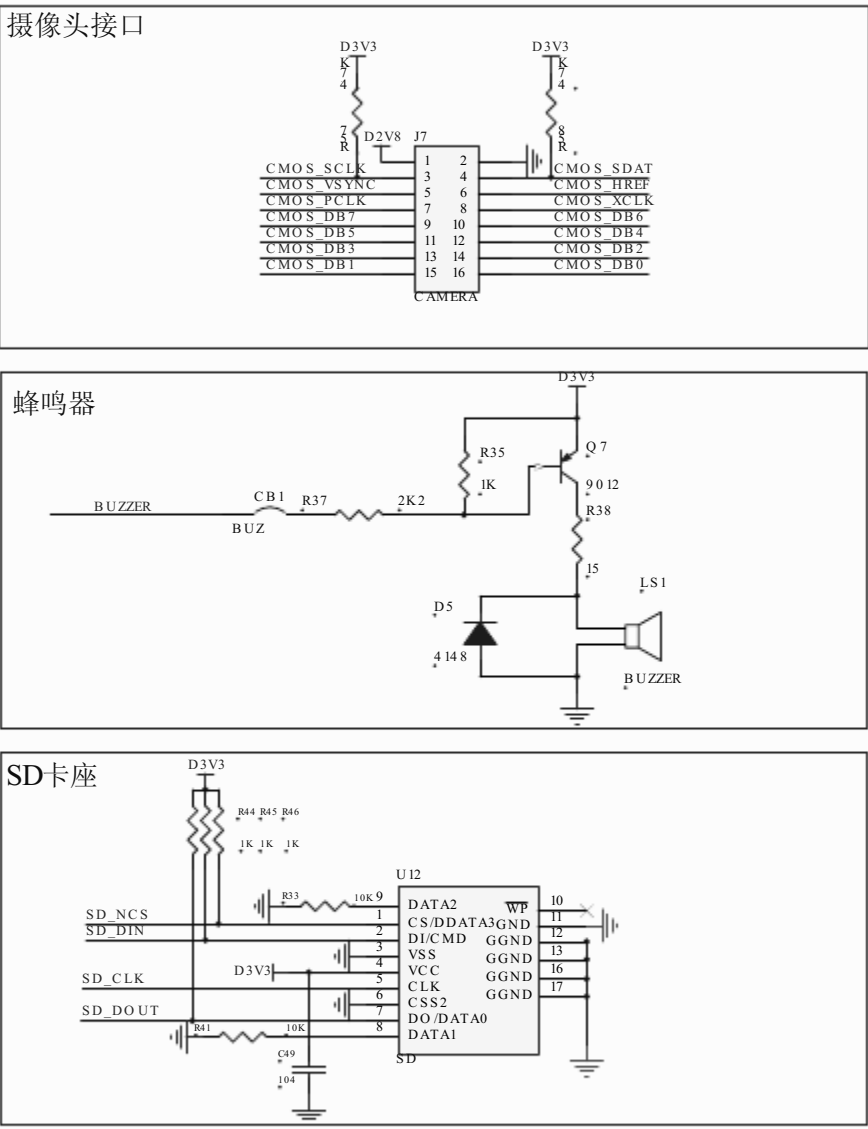 摄像头接口
D3V3
D3V3
K
7
4
K
7
4
7
5
R
8
5
R
D2V8
J7
1 2
CMOS_SCLK 3 4 CMOS_SDAT
CMOS_VSYNC 5 6 CMOS_HREF
CMOS_PCLK 7 8 CMOS_XCLK
CMOS_DB7 9 10 CMOS_DB6
CMOS_DB5 11 12 CMOS_DB4
CMOS_DB3 13 14 CMOS_DB2
CMOS_DB1 15 16 CMOS_DB0
CAMERA
蜂鸣器
D3V3
R35
1K
Q7
9012
BUZZER
CB1
BUZ
R37
2K2
R38
15
D5
4148
LS1
BUZZER
SD卡座
D3V3
R44 R45 R46
1K 1K 1K
U12
R33 10K 9 DATA2 WP 10
SD_NCS 1 CS/DDATA3 GND 11
SD_DIN 2 DI/CMD GGND 12
3 VSS GGND 13
D3V3 4 VCC GGND 16
SD_CLK 5 CLK GGND 17
6 CSS2
SD_DOUT 7 DO/DATA0
R41 10K 8 DATA1
SD
C49
104